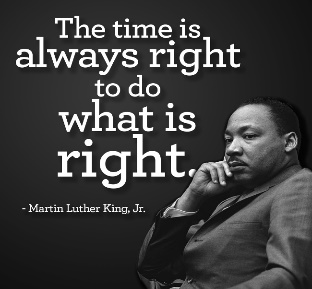 The time is
always right
to do
what is
right.
- Martin Luther King, Jr.